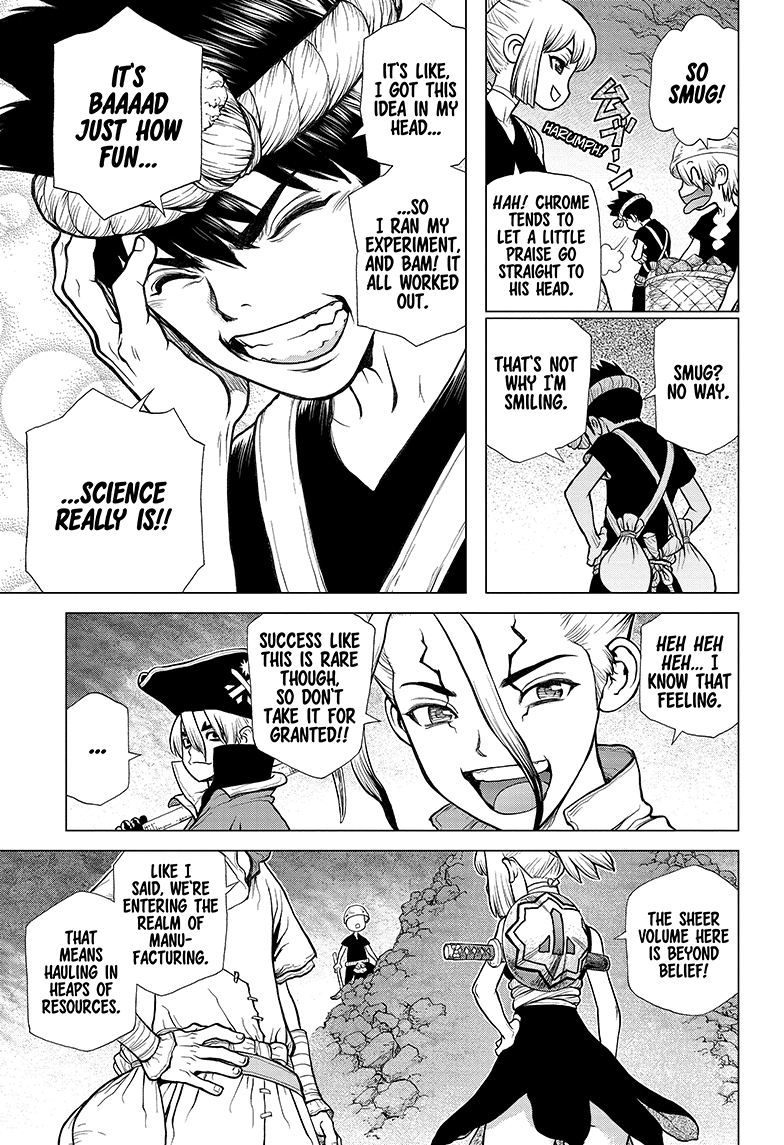 SO
SMUG!
HARUMPH!
ムフーン
HAH! CHROME
TENDS TO
LET A LITTLE
PRAISE GO
STRAIGHT TO
HIS HEAD.
SMUG?
NO WAY.
THAT'S NOT
WHY I'M
SMILING.
IT'S LIKE,
I GOT THIS
IDEA IN MY
HEAD...
...SO
I RAN MY
EXPERIMENT,
AND BAM! IT
ALL WORKED
OUT.
IT'S
BAAAAD
JUST HOW
FUN...
...SCIENCE
REALLY IS!!
HEH HEH
HEH... I
KNOW THAT
FEELING.
SUCCESS LIKE
THIS IS RARE
THOUGH,
SO DON'T
TAKE IT FOR
GRANTED!!
...
THE SHEER
VOLUME HERE
IS BEYOND
BELIEF!
LIKE I
SAID, WE'RE
ENTERING THE
REALM OF
MANU-
FACTURING.
THAT
MEANS
HAULING IN
HEAPS OF
RESOURCES.